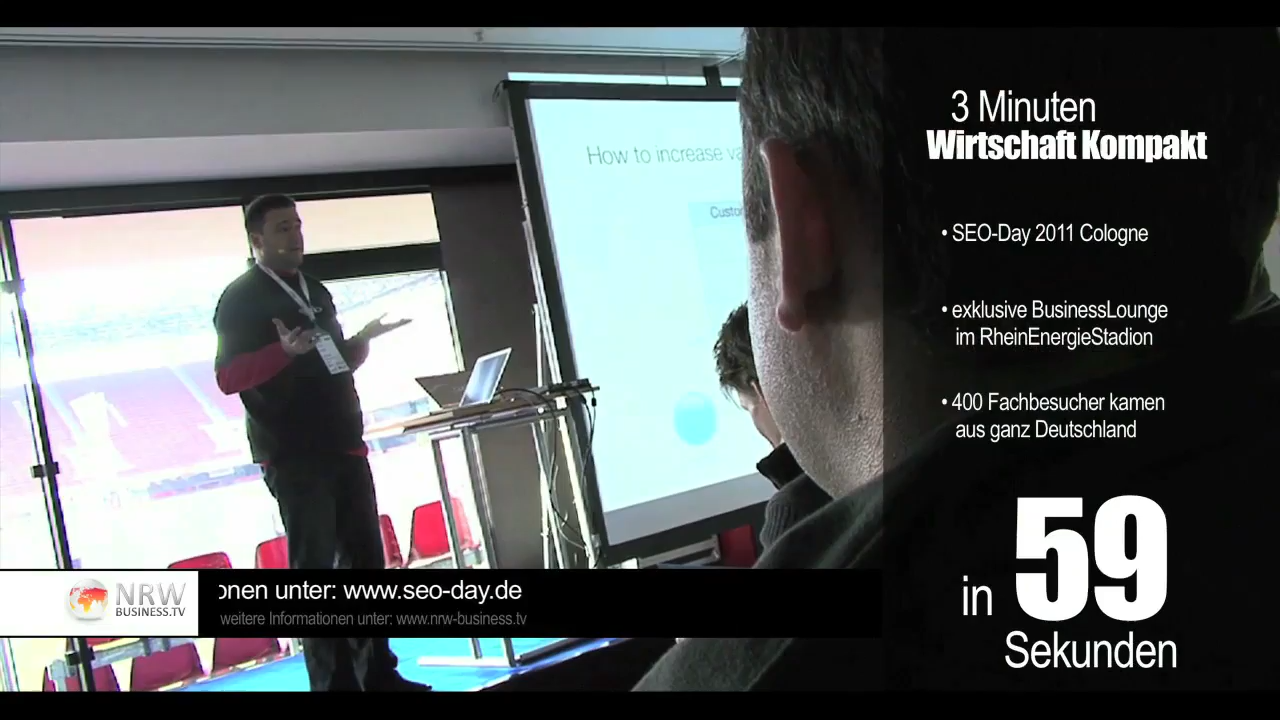 3 Minuten
Wirtschaft Kompakt
How to increase
• SEO-Day 2011 Cologne
• exklusive BusinessLounge
im RheinEnergieStadion
• 400 Fachbesucher kamen
aus ganz Deutschland
in 59
Sekunden
NRW
BUSINESS.TV
onen unter: www.seo-day.de
weitere Informationen unter: www.nrw-business.tv